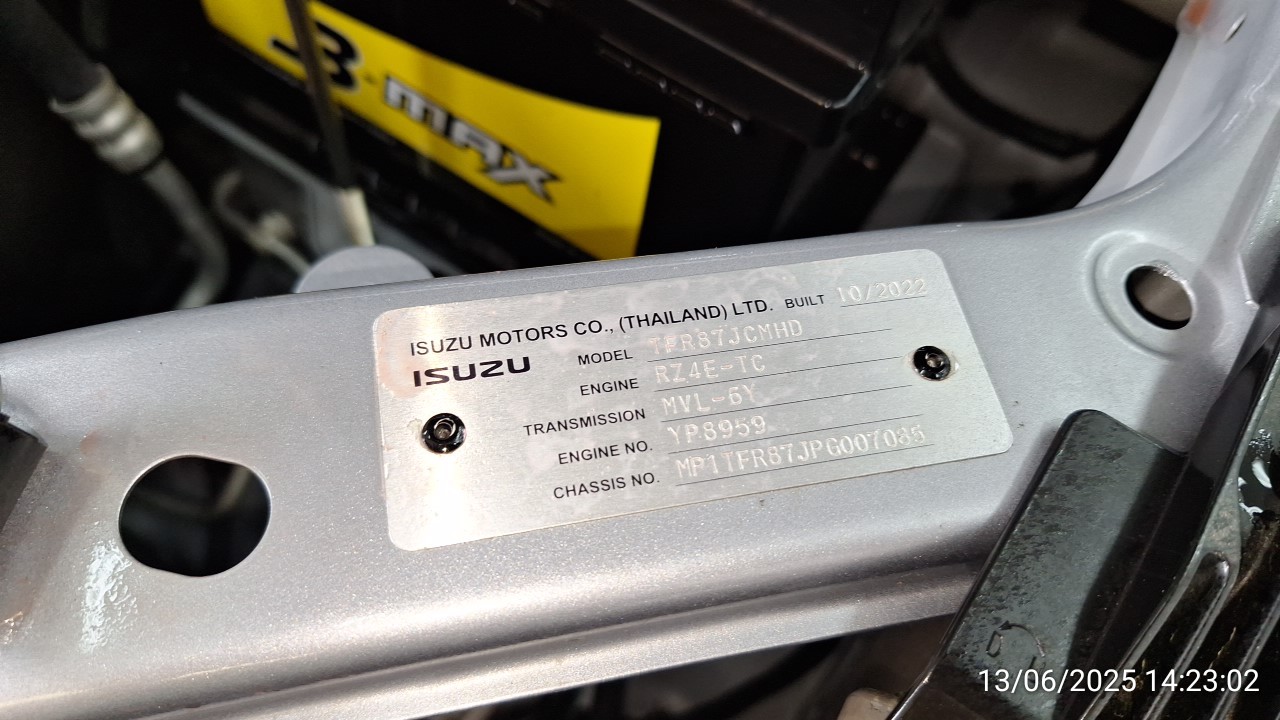 3-MAX
ISUZU MOTORS CO., (THAILAND) LTD. BUILT 10/2022
ISUZU
MODEL TFR87JCMHD
ENGINE RZ4E-TC
TRANSMISSION MVL-6Y
ENGINE NO. YP8959
CHASSIS NO. MP1TFR87JPG007085
D
13/06/2025 14:23:02